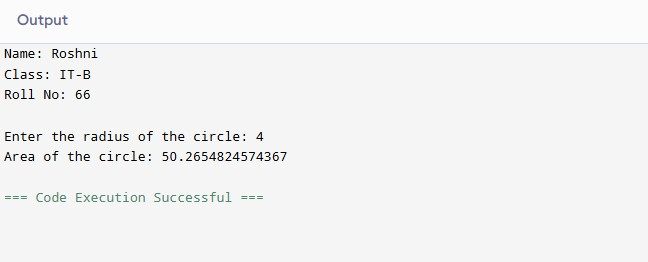 Output
Name: Roshni
Class: IT-B
Roll No: 66
Enter the radius of the circle: 4
Area of the circle: 50.2654824574367
=== Code Execution Successful ===